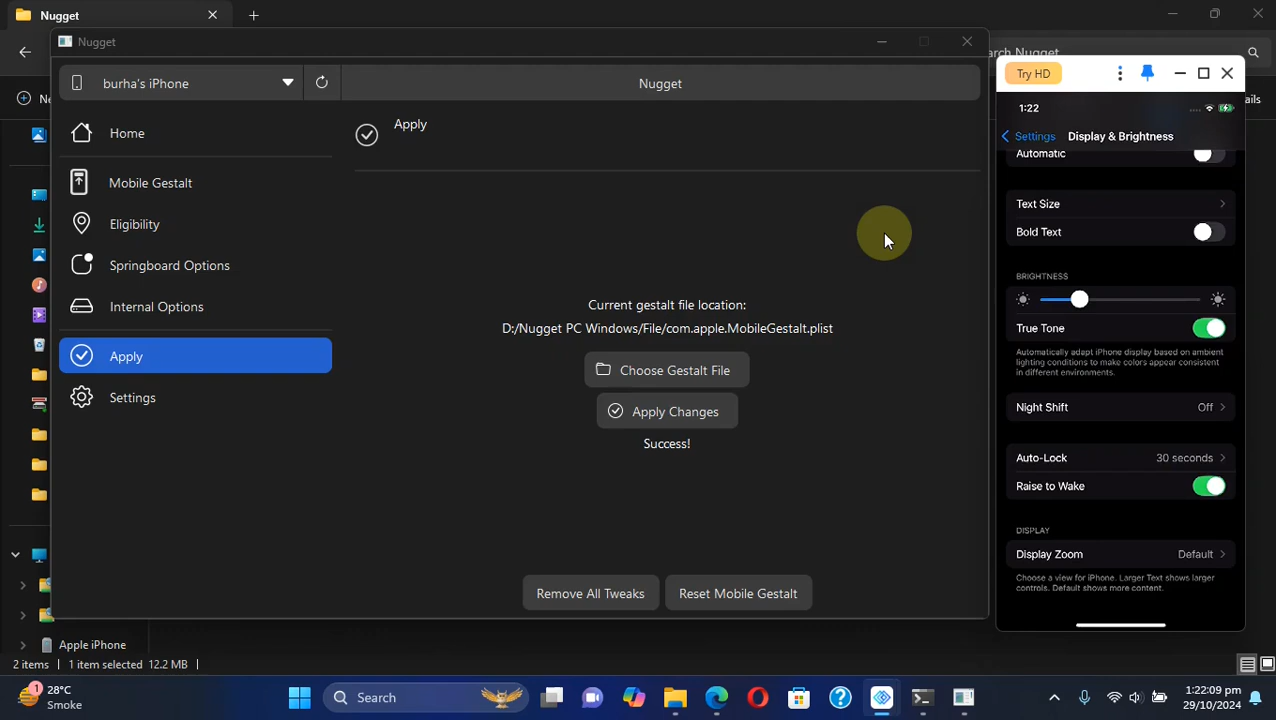 Nugget
Nugget
Search Nugget
burha's iPhone
Nugget
Home
Mobile Gestalt
Eligibility
Springboard Options
Internal Options
Apply
Settings
Apply
Current gestalt file location:
D:/Nugget PC Windows/File/com.apple.MobileGestalt.plist
Choose Gestalt File
Apply Changes
Success!
Remove All Tweaks
Reset Mobile Gestalt
Apple iPhone
2 items
1 item selected 12.2 MB
Try HD
1:22
Settings
Display & Brightness
Automatic
Text Size
Bold Text
BRIGHTNESS
True Tone
Automatically adapt iPhone display based on ambient
lighting conditions to make colors appear consistent
in different environments.
Night Shift
Off
Auto-Lock
30 seconds
Raise to Wake
DISPLAY
Display Zoom
Default
Choose a view for iPhone. Larger Text shows larger
controls. Default shows more content.
1
28°C
Smoke
Search
1:22:09 pm
29/10/2024